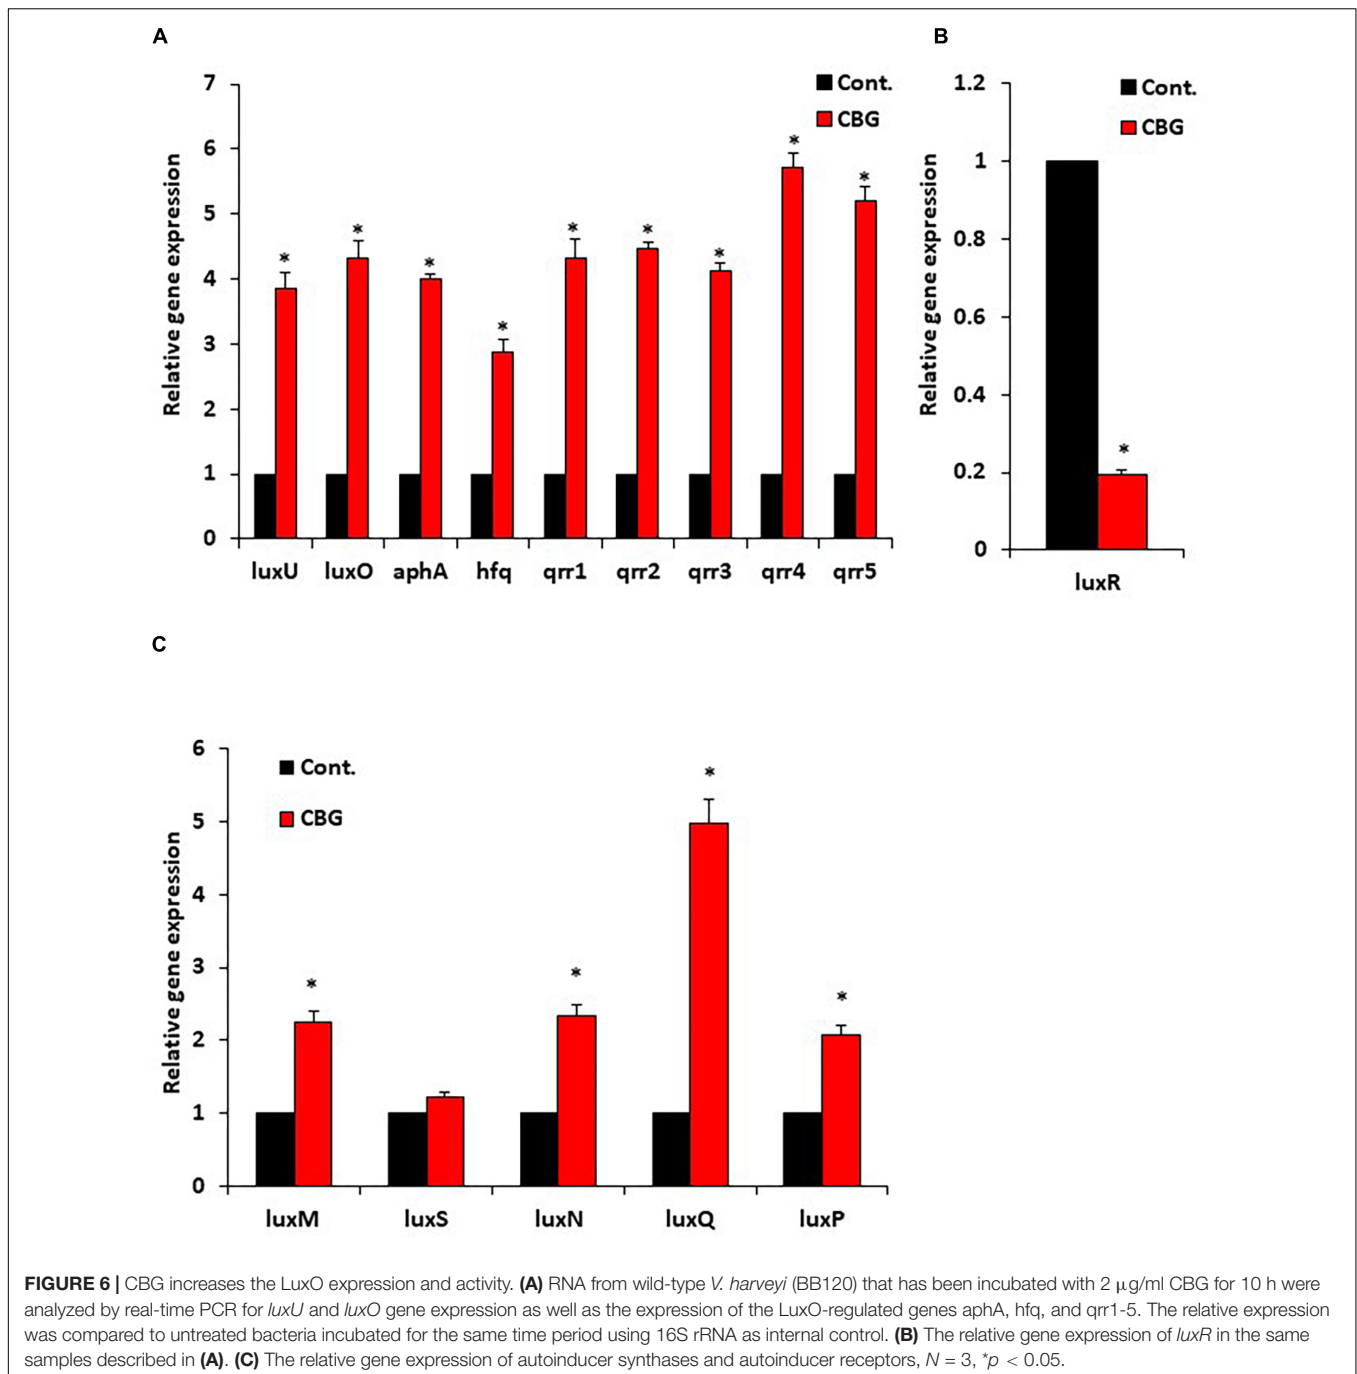 A
B
7
6
5
4
3
2
1
0
Relative gene expression
Cont.
CBG
*
*
*
*
*
*
*
*
*
luxU luxO aphA hfq qrr1 qrr2 qrr3 qrr4 qrr5
1.2
1
0.8
0.6
0.4
0.2
0
Relative gene expression
Cont.
CBG
*
luxR
C
6
5
4
3
2
1
0
Relative gene expression
Cont.
CBG
*
*
*
*
luxM luxS luxN luxQ luxP
FIGURE 6 | CBG increases the LuxO expression and activity. (A) RNA from wild-type V. harveyi (BB120) that has been incubated with 2 μg/ml CBG for 10 h were
analyzed by real-time PCR for luxU and luxO gene expression as well as the expression of the LuxO-regulated genes aphA, hfq, and qrr1-5. The relative expression
was compared to untreated bacteria incubated for the same time period using 16S rRNA as internal control. (B) The relative gene expression of luxR in the same
samples described in (A). (C) The relative gene expression of autoinducer synthases and autoinducer receptors, N = 3, *p < 0.05.